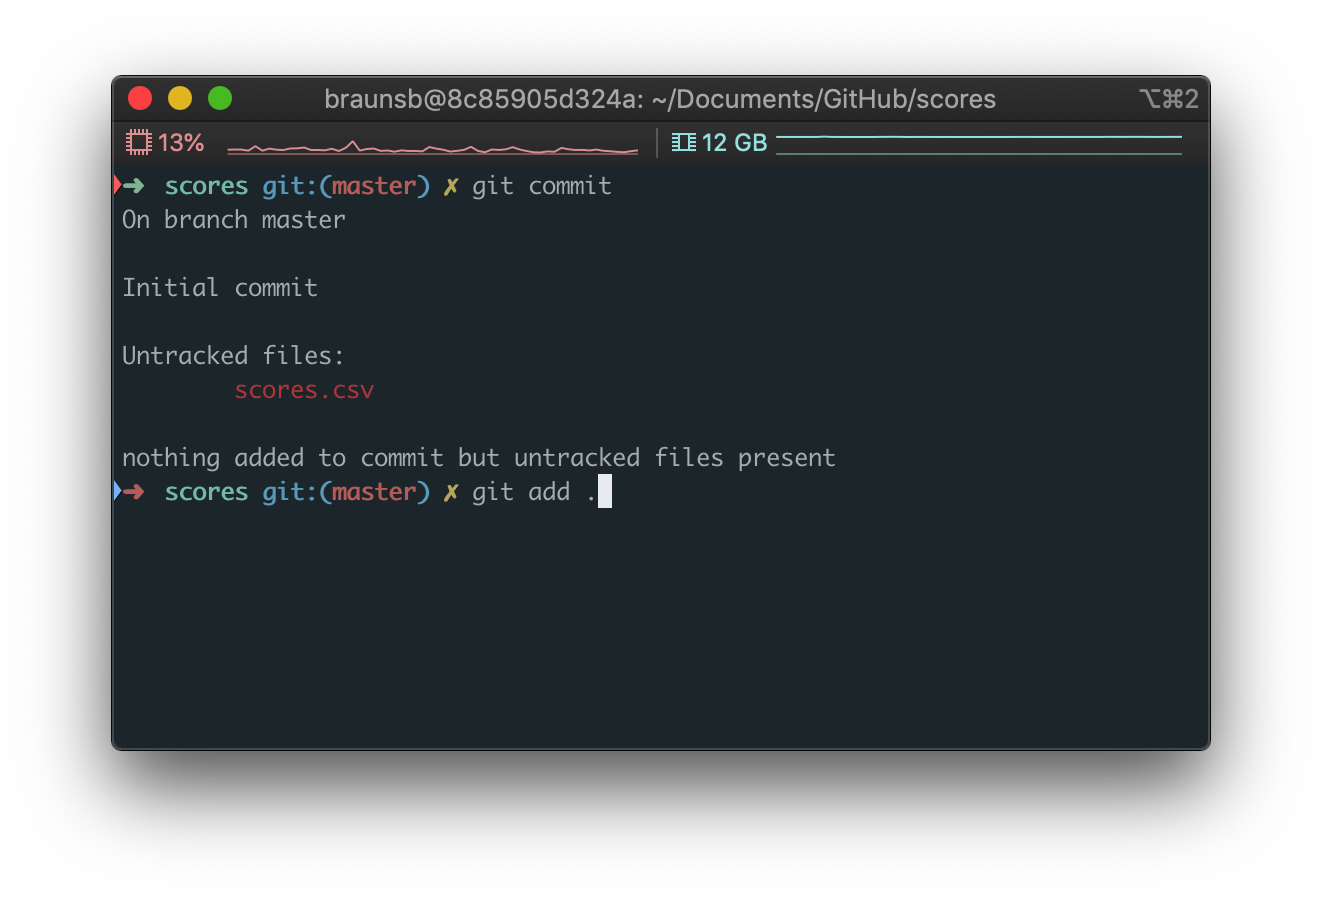 braunsb@8c85905d324a: ~/Documents/GitHub/scores ⌥⌘2
13% 12 GB
➜ scores git:(master) ✗ git commit
On branch master
Initial commit
Untracked files:
scores.csv
nothing added to commit but untracked files present
➜ scores git:(master) ✗ git add .